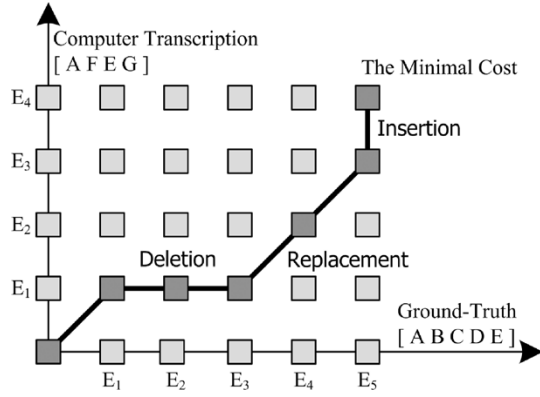 Computer Transcription
[ A F E G ]
The Minimal Cost
E4
Insertion
E3
E2
Deletion
Replacement
E1
Ground-Truth
[ A B C D E ]
E1 E2 E3 E4 E5